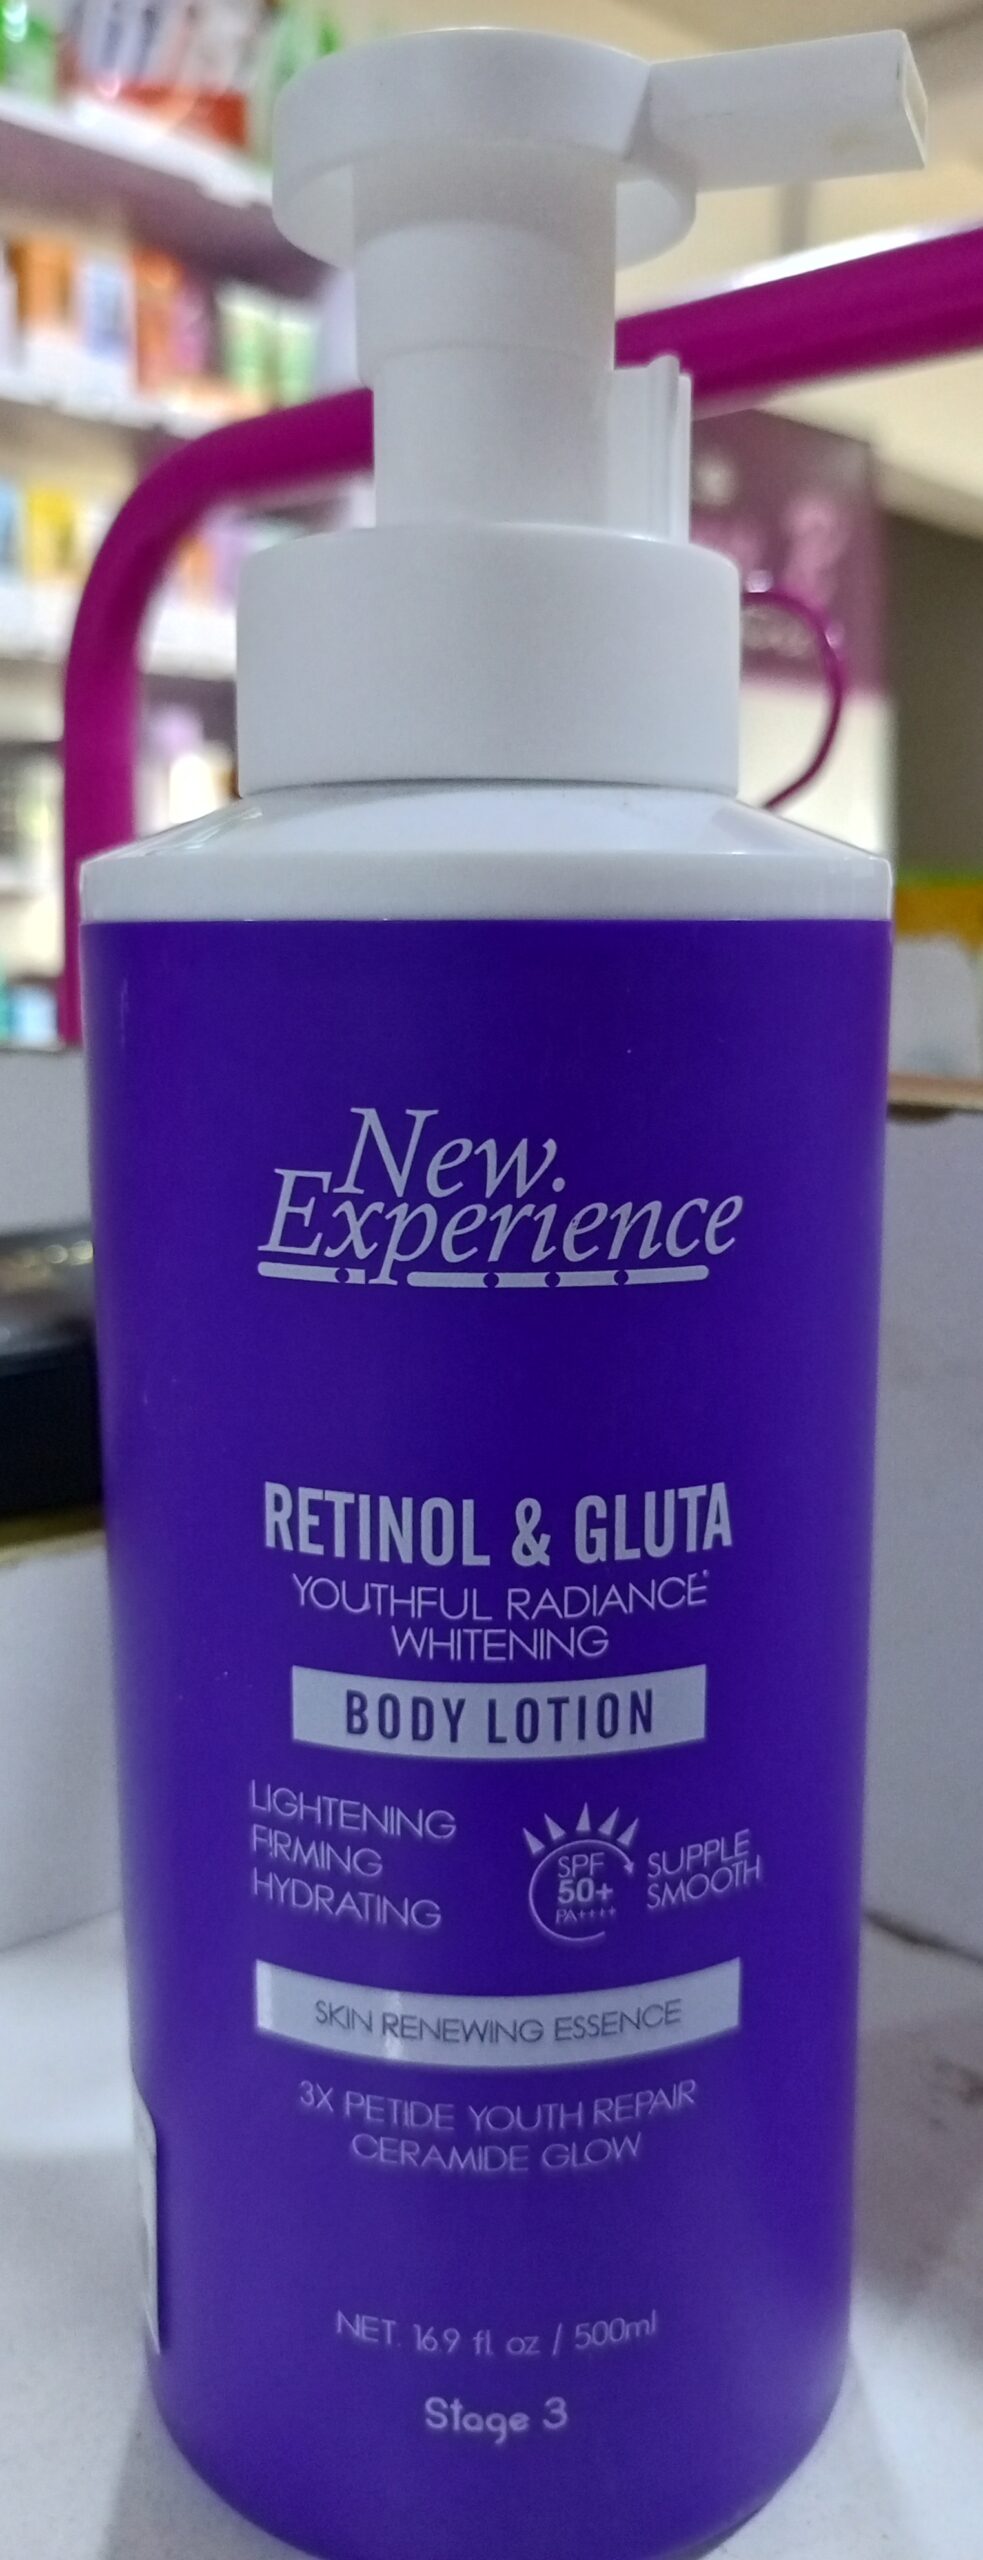 New
Experience
RETINOL & GLUTA
YOUTHFUL RADIANCE
WHITENING
BODY LOTION
LIGHTENING
FIRMING
HYDRATING
SPF
50+
PA++++
SUPPLE
SMOOTH
SKIN RENEWING ESSENCE
3X PETIDE YOUTH REPAIR
CERAMIDE GLOW
NET. 16.9 fl. oz / 500ml
Stage 3